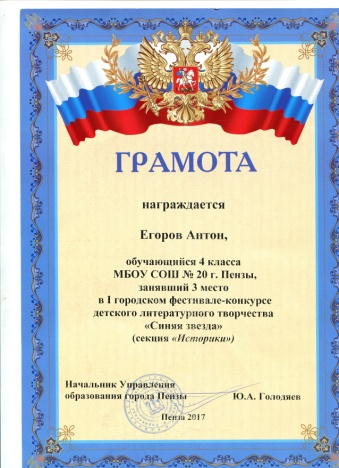 ГРАМОТА
награждается
Егоров Антон,
обучающийся 4 класса
МБОУ СОШ № 20 г. Пензы,
занявший 3 место
в I городском фестивале-конкурсе
детского литературного творчества
«Синяя звезда»
(секция «Историки»)
Начальник Управления
образования города Пензы Ю.А. Голодяев
Пенза 2017